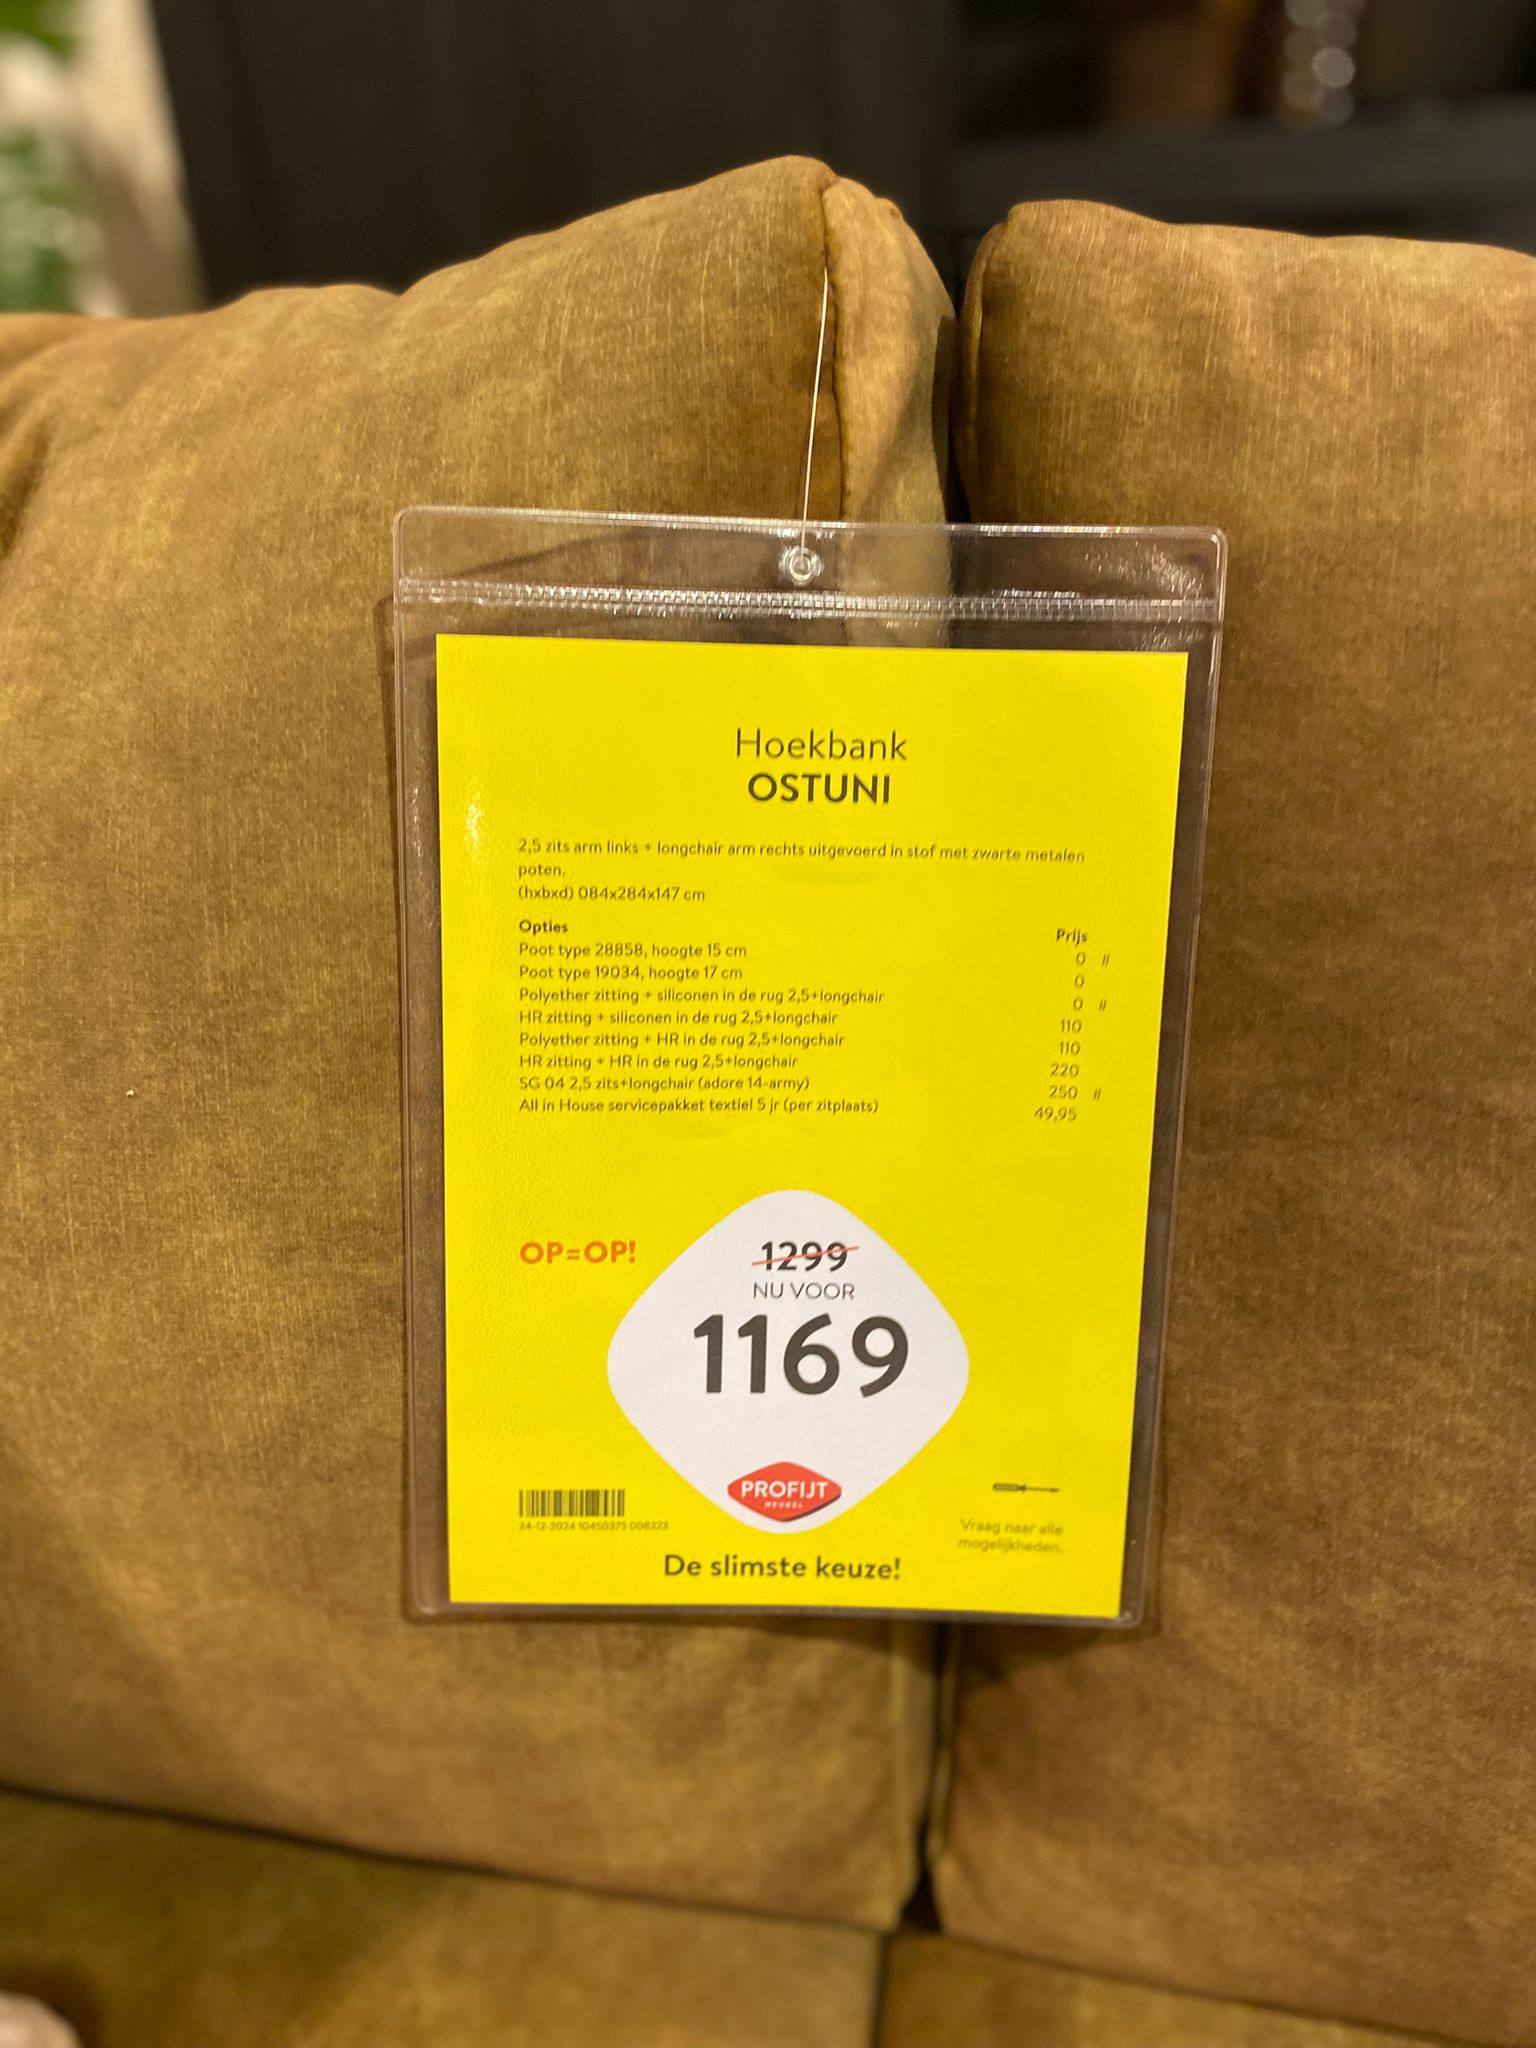 Hoekbank
OSTUNI
2,5 zits arm links + longchair arm rechts uitgevoerd in stof met zwarte metalen
poten.
(hxbxd) 084x284x147 cm
Opties Prijs
Poot type 28858, hoogte 15 cm 0 #
Poot type 19034, hoogte 17 cm 0
Polyether zitting + siliconen in de rug 2,5+longchair 0 #
HR zitting + siliconen in de rug 2,5+longchair 110
Polyether zitting + HR in de rug 2,5+longchair 110
HR zitting + HR in de rug 2,5+longchair 220
SG 04 2,5 zits+longchair (adore 14-army) 250 #
All in House servicepakket textiel 5 jr (per zitplaats) 49,95
OP=OP!
1299
NU VOOR
1169
PROFIJT
MEUBEL
24-12-2024 10450375 008323
Vraag naar alle
mogelijkheden.
De slimste keuze!